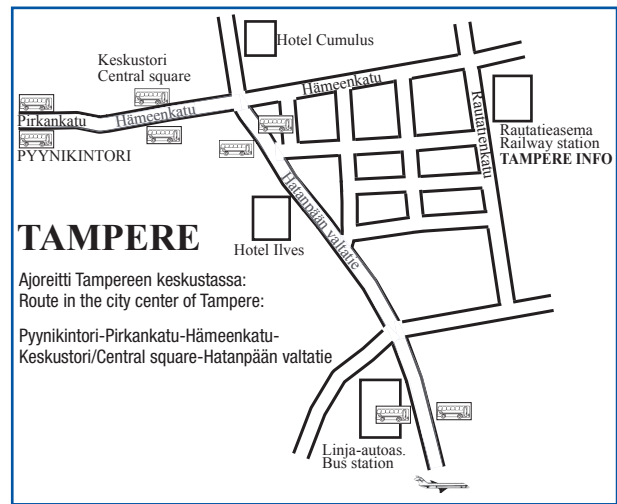 Hotel Cumulus
Keskustori
Central square
Hämeenkatu
Pirkankatu
Hämeenkatu
PYYNIKINTORI
Rautatienkatu
Rautatieasema
Railway station
TAMPERE INFO
Hatanpään valtatie
Hotel Ilves
TAMPERE
Ajoreitti Tampereen keskustassa:
Route in the city center of Tampere:
Pyynikintori-Pirkankatu-Hämeenkatu-
Keskustori/Central square-Hatanpään valtatie
Linja-autoas.
Bus station